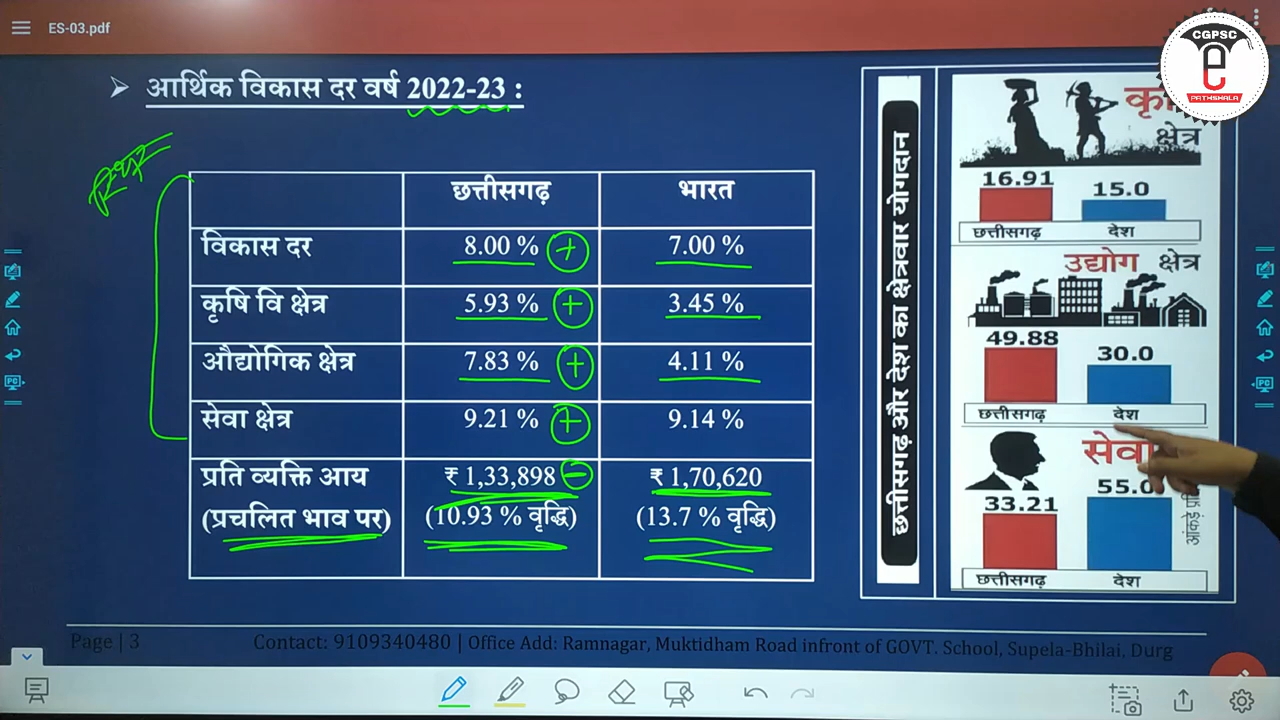 ES-03.pdf
CGPSC
e
PATHSHALA
➢ आर्थिक विकास दर वर्ष 2022-23 :
स्थिर
छत्तीसगढ़ भारत
विकास दर 8.00 % + 7.00 %
कृषि वि क्षेत्र 5.93 % + 3.45 %
औद्योगिक क्षेत्र 7.83 % + 4.11 %
सेवा क्षेत्र 9.21 % + 9.14 %
प्रति व्यक्ति आय ₹ 1,33,898 − ₹ 1,70,620
(प्रचलित भाव पर) (10.93 % वृद्धि) (13.7 % वृद्धि)
छत्तीसगढ़ और देश का क्षेत्रवार योगदान
क्षेत्र
16.91 15.0
छत्तीसगढ़ देश
उद्योग क्षेत्र
49.88 30.0
छत्तीसगढ़ देश
सेवा
33.21 55.0
छत्तीसगढ़ देश
आंकड़े
Page | 3 Contact: 9109340480 | Office Add: Ramnagar, Muktidham Road infront of GOVT. School, Supela-Bhilai, Durg